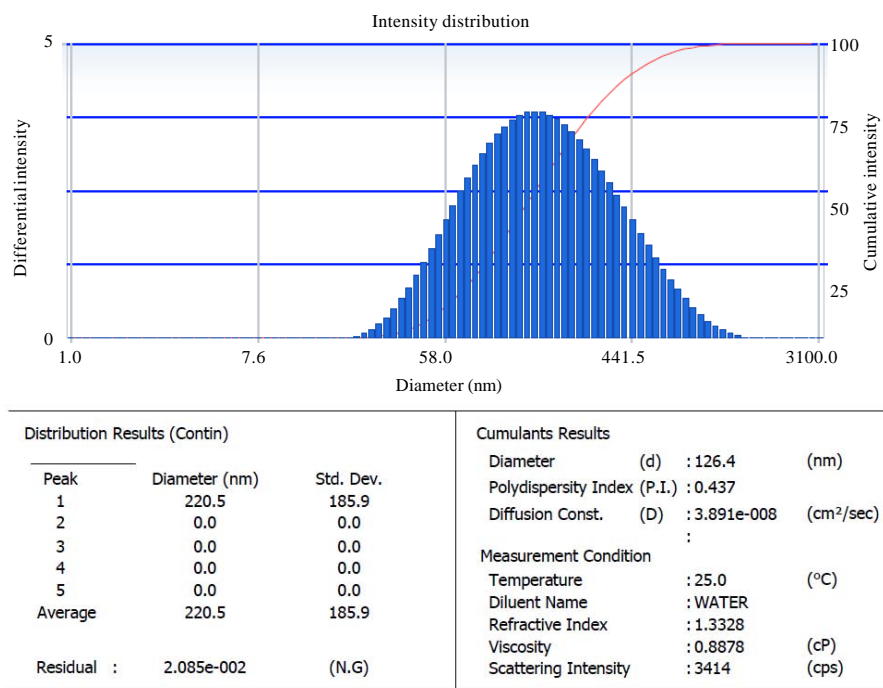 Intensity distribution
5
0
Differential intensity
100
75
50
25
Cumulative intensity
1.0 7.6 58.0 441.5 3100.0
Diameter (nm)
Distribution Results (Contin)
Peak Diameter (nm) Std. Dev.
1 220.5 185.9
2 0.0 0.0
3 0.0 0.0
4 0.0 0.0
5 0.0 0.0
Average 220.5 185.9
Residual : 2.085e-002 (N.G)
Cumulants Results
Diameter (d) : 126.4 (nm)
Polydispersity Index (P.I.) : 0.437
Diffusion Const. (D) : 3.891e-008 (cm²/sec)
:
Measurement Condition
Temperature : 25.0 (ºC)
Diluent Name : WATER
Refractive Index : 1.3328
Viscosity : 0.8878 (cP)
Scattering Intensity : 3414 (cps)